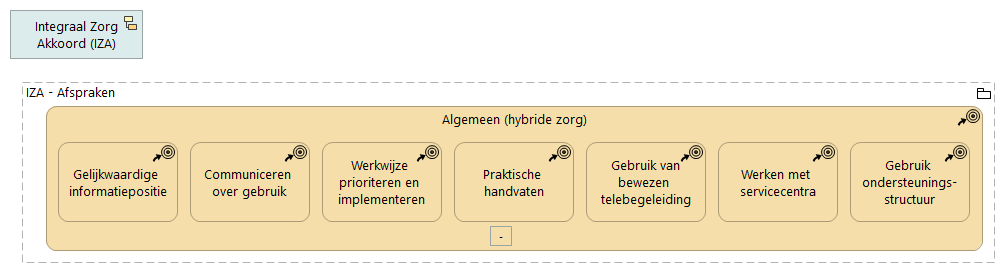 Integraal Zorg
Akkoord (IZA)
IZA - Afspraken
Algemeen (hybride zorg)
Gelijkwaardige
informatiepositie
Communiceren
over gebruik
Werkwijze
prioriteren en
implementeren
Praktische
handvaten
Gebruik van
bewezen
telebegeleiding
Werken met
servicecentra
Gebruik
ondersteunings-
structuur
-